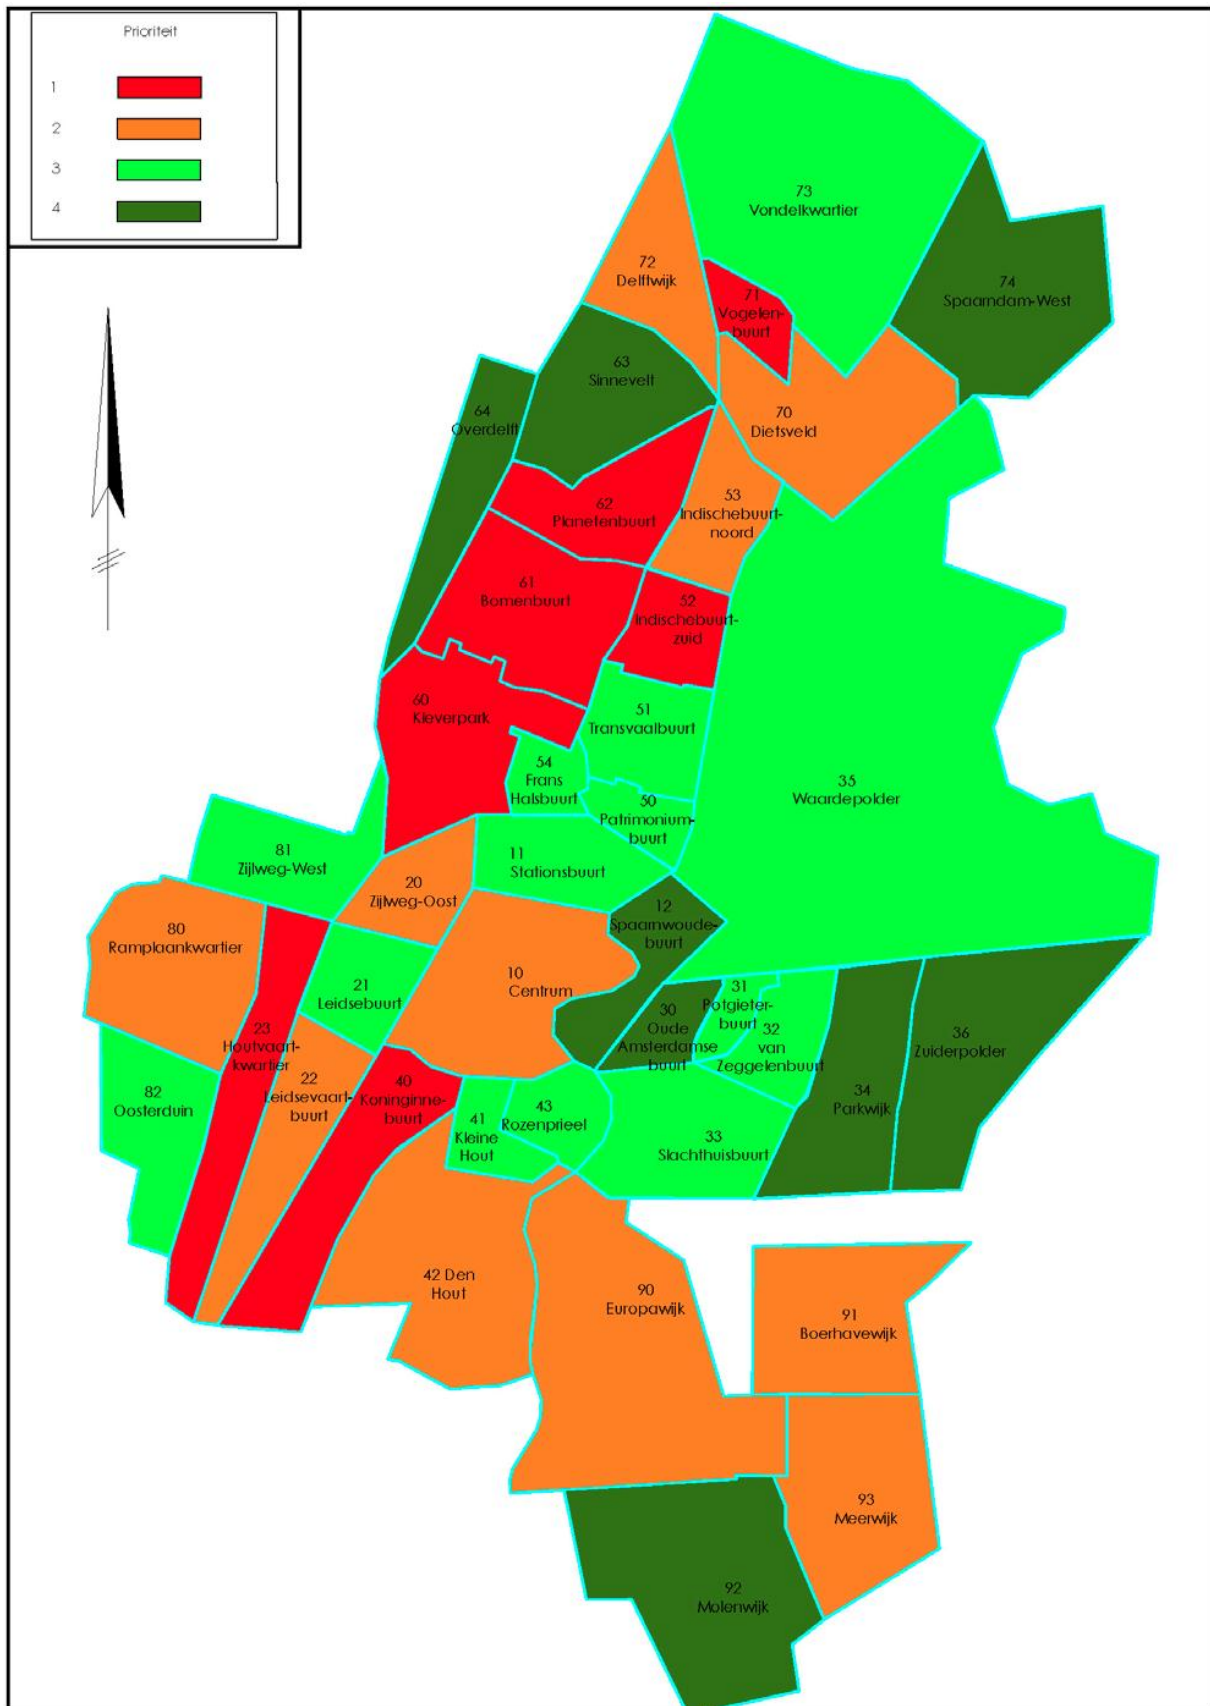 Prioriteit
1
2
3
4
73
Vondelkwartier
72
Delftwijk
74
Spaarndam-West
71
Vogelen-
buurt
63
Sinnevelt
64
Overdelft
70
Dietsveld
53
Indischebuurt-
noord
62
Planetenbuurt
61
Bomenbuurt
52
Indischebuurt-
zuid
60
Kleverpark
51
Transvaalbuurt
54
Frans
Halsbuurt
35
Waardepolder
50
Patrimonium-
buurt
81
Zijlweg-West
11
Stationsbuurt
20
Zijlweg-Oost
12
Spaarnwoude-
buurt
80
Ramplaankwartier
10
Centrum
21
Leidsebuurt
31
Potgieter-
buurt
30
Oude
Amsterdamse
buurt
32
van
Zeggelenbuurt
36
Zuiderpolder
23
Houtvaart-
kwartier
34
Parkwijk
22
Leidsevaart-
buurt
40
Koninginne-
buurt
82
Oosterduin
41
Kleine
Hout
43
Rozenprieel
33
Slachthuisbuurt
42 Den
Hout
90
Europawijk
91
Boerhavewijk
93
Meerwijk
92
Molenwijk